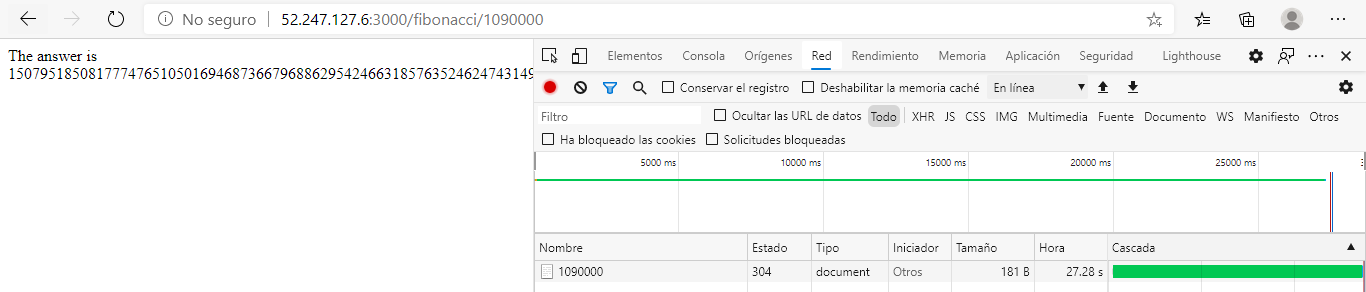 No seguro 52.247.127.6:3000/fibonacci/1090000
The answer is
150795185081777476510501694687366796886295424663185763524624743149
Elementos Consola Orígenes Red Rendimiento Memoria Aplicación Seguridad Lighthouse
Conservar el registro Deshabilitar la memoria caché En línea
Filtro Ocultar las URL de datos Todo XHR JS CSS IMG Multimedia Fuente Documento WS Manifiesto Otros
Ha bloqueado las cookies Solicitudes bloqueadas
5000 ms 10000 ms 15000 ms 20000 ms 25000 ms
Nombre Estado Tipo Iniciador Tamaño Hora Cascada
1090000 304 document Otros 181 B 27.28 s